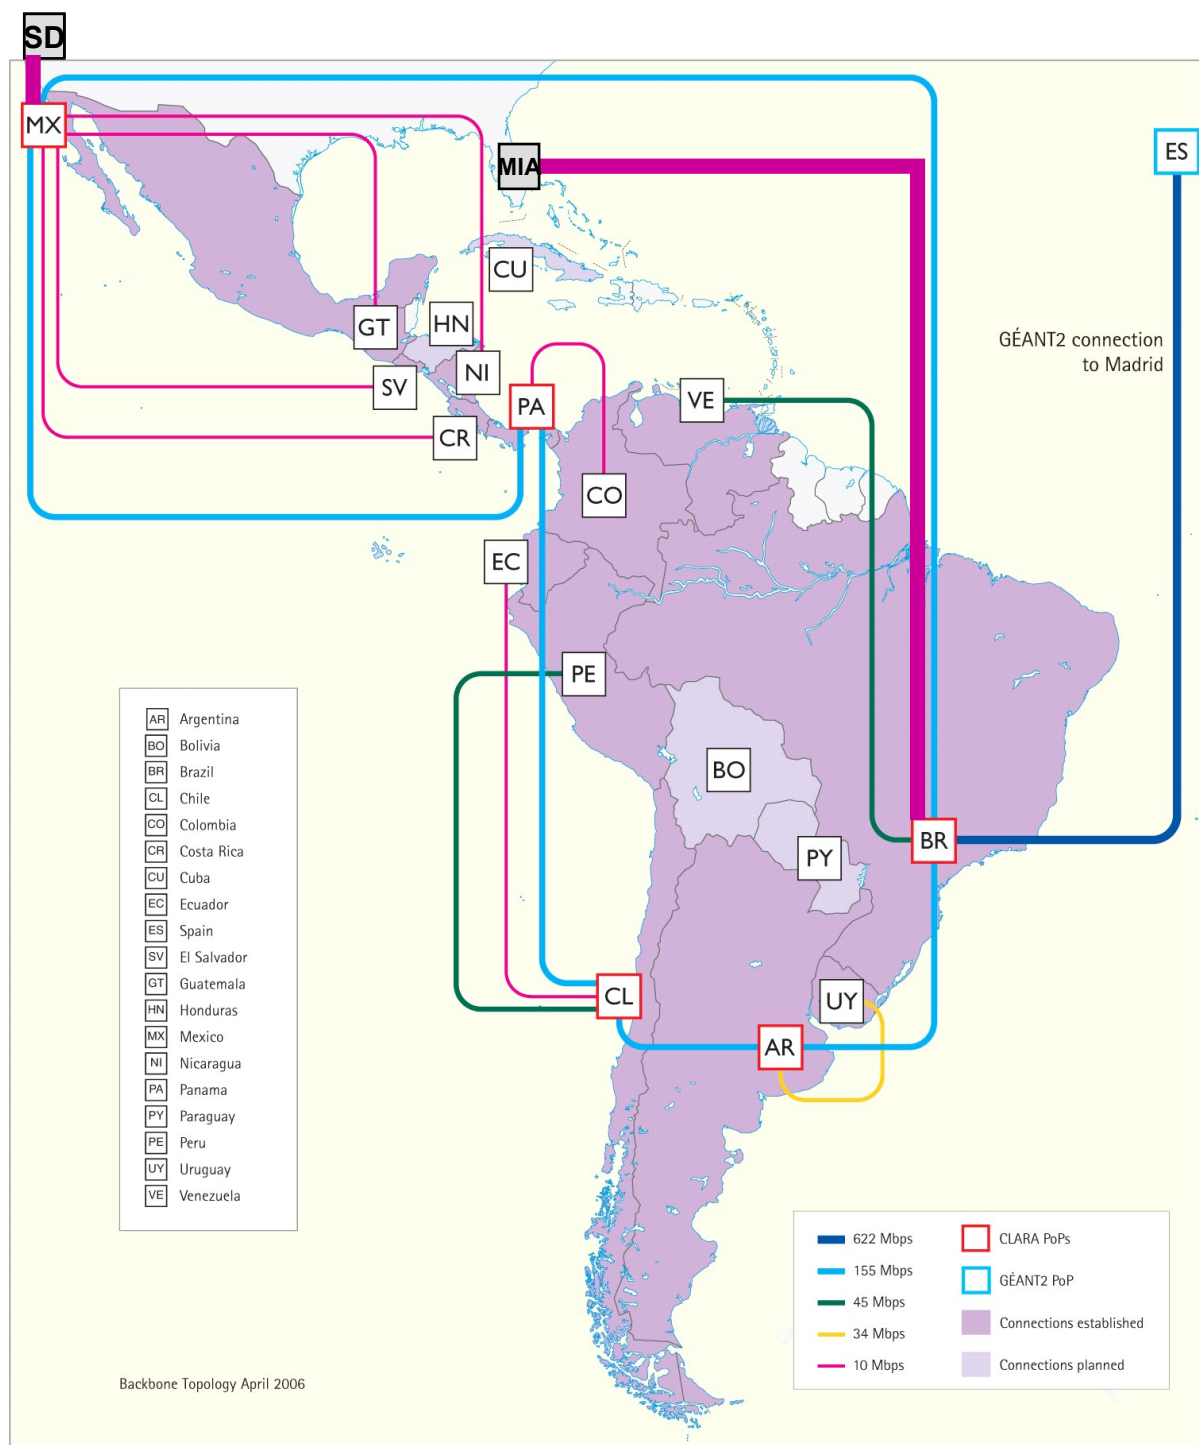 SD
MX
MIA
ES
CU
GÉANT2 connection
to Madrid
GT
HN
NI
SV
PA
VE
CR
CO
EC
PE
BO
BR
PY
CL
UY
AR
AR Argentina
BO Bolivia
BR Brazil
CL Chile
CO Colombia
CR Costa Rica
CU Cuba
EC Ecuador
ES Spain
SV El Salvador
GT Guatemala
HN Honduras
MX Mexico
NI Nicaragua
PA Panama
PY Paraguay
PE Peru
UY Uruguay
VE Venezuela
622 Mbps
155 Mbps
45 Mbps
34 Mbps
10 Mbps
CLARA PoPs
GÉANT2 PoP
Connections established
Connections planned
Backbone Topology April 2006